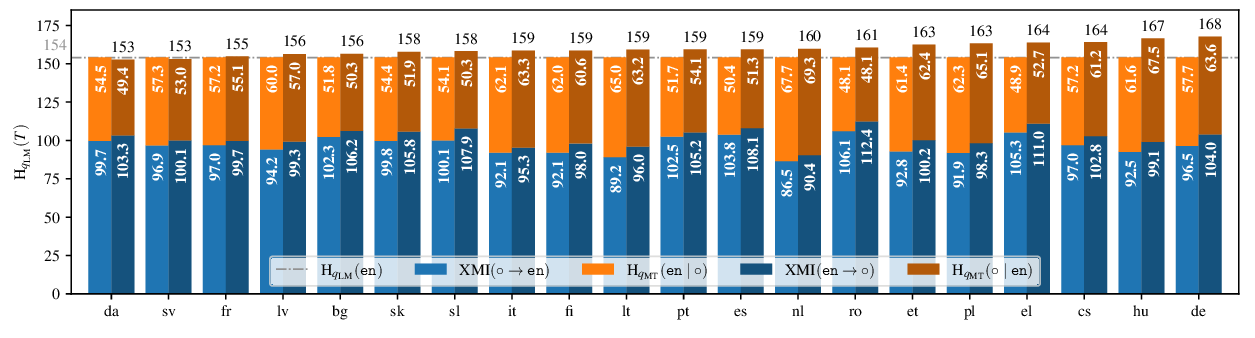 H_{q_{LM}}(T)
175
154
150
125
100
75
50
25
0
153 153 155 156 156 158 158 159 159 159 159 159 160 161 163 163 164 164 167 168
54.5 49.4 57.3 53.0 57.2 55.1 60.0 57.0 51.8 50.3 54.4 51.9 54.1 50.3 62.1 63.3 62.0 60.6 65.0 63.2 51.7 54.1 50.4 51.3 67.7 69.3 48.1 48.1 61.4 62.4 62.3 65.1 48.9 52.7 57.2 61.2 61.6 67.5 57.7 63.6
99.7 103.3 96.9 100.1 97.0 99.7 94.2 99.3 102.3 106.2 99.8 105.8 100.1 107.9 92.1 95.3 92.1 98.0 89.2 96.0 102.5 105.2 103.8 108.1 86.5 90.4 106.1 112.4 92.8 100.2 91.9 98.3 105.3 111.0 97.0 102.8 92.5 99.1 96.5 104.0
H_{q_{LM}}(en) XMI(○ → en) H_{q_{MT}}(en | ○) XMI(en → ○) H_{q_{MT}}(○ | en)
da sv fr lv bg sk sl it fi lt pt es nl ro et pl el cs hu de